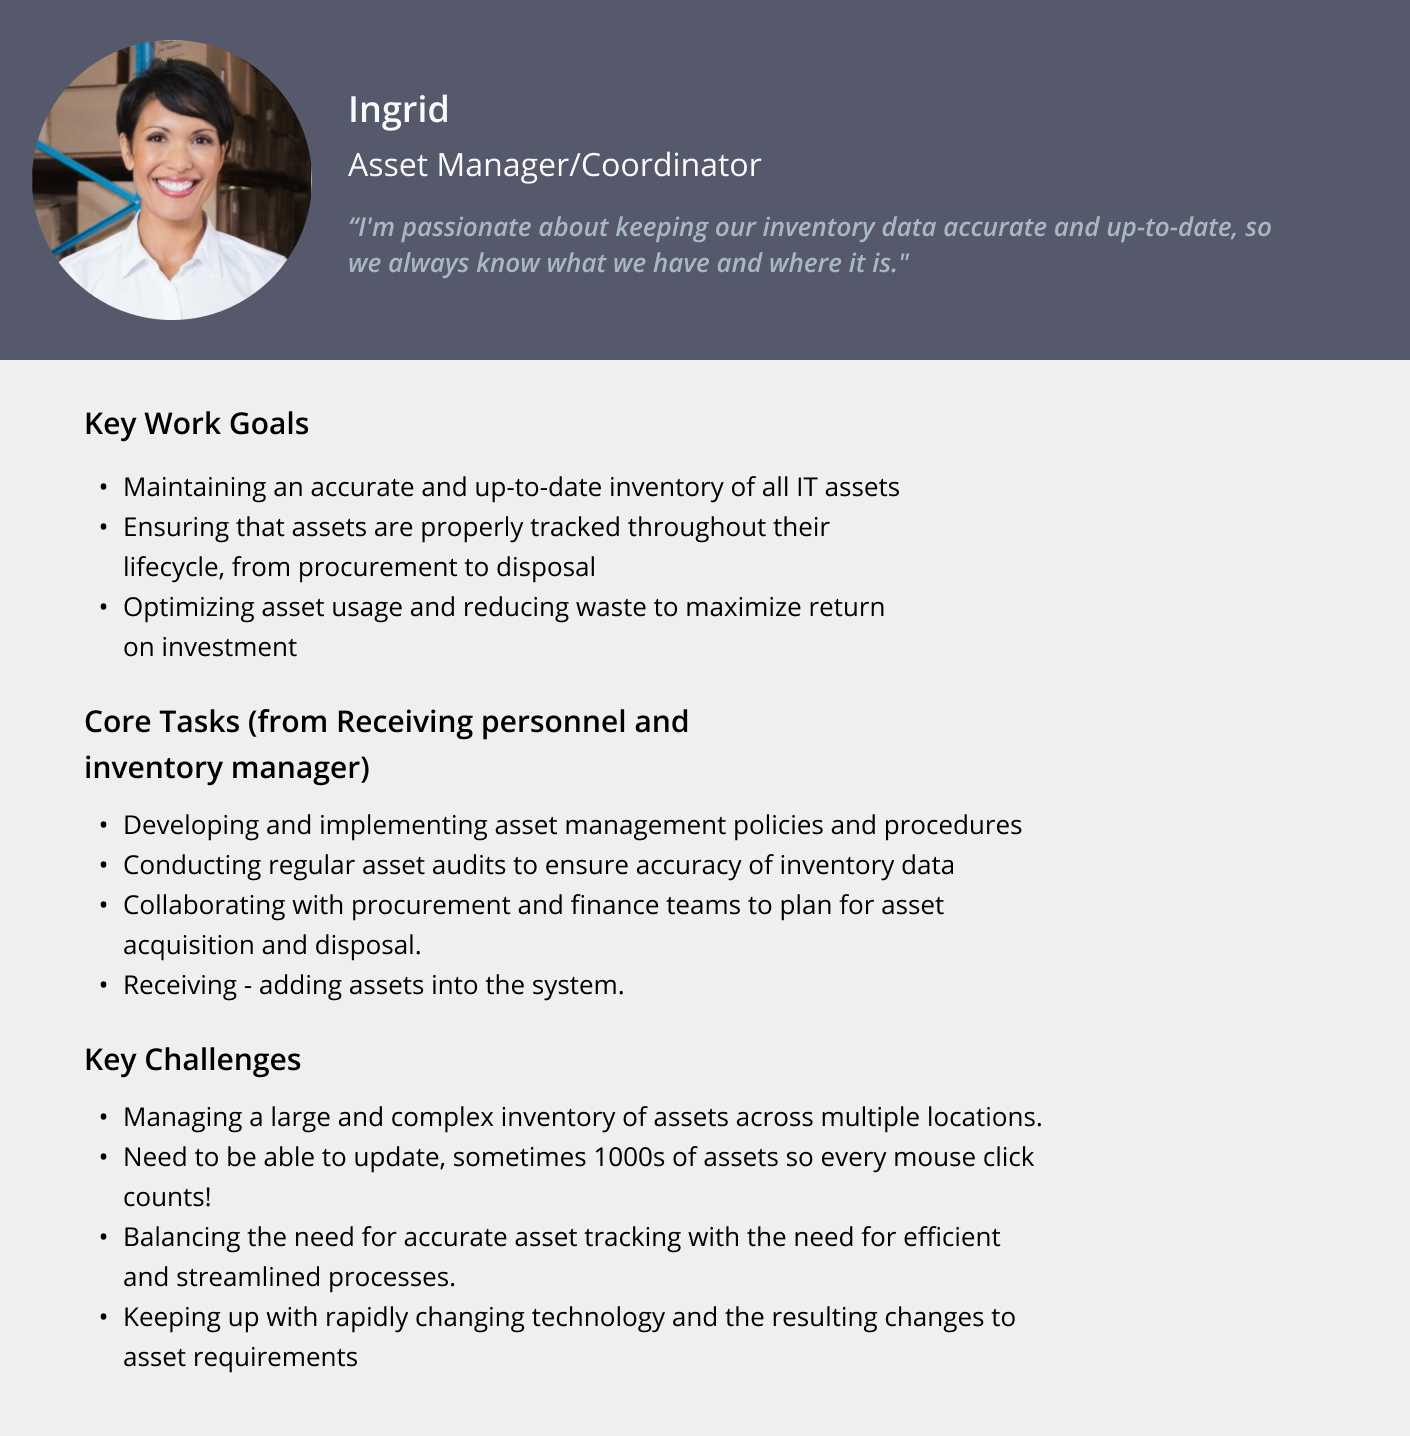 Ingrid
Asset Manager/Coordinator
“I'm passionate about keeping our inventory data accurate and up-to-date, so
we always know what we have and where it is."
Key Work Goals
• Maintaining an accurate and up-to-date inventory of all IT assets
• Ensuring that assets are properly tracked throughout their
lifecycle, from procurement to disposal
• Optimizing asset usage and reducing waste to maximize return
on investment
Core Tasks (from Receiving personnel and
inventory manager)
• Developing and implementing asset management policies and procedures
• Conducting regular asset audits to ensure accuracy of inventory data
• Collaborating with procurement and finance teams to plan for asset
acquisition and disposal.
• Receiving - adding assets into the system.
Key Challenges
• Managing a large and complex inventory of assets across multiple locations.
• Need to be able to update, sometimes 1000s of assets so every mouse click
counts!
• Balancing the need for accurate asset tracking with the need for efficient
and streamlined processes.
• Keeping up with rapidly changing technology and the resulting changes to
asset requirements